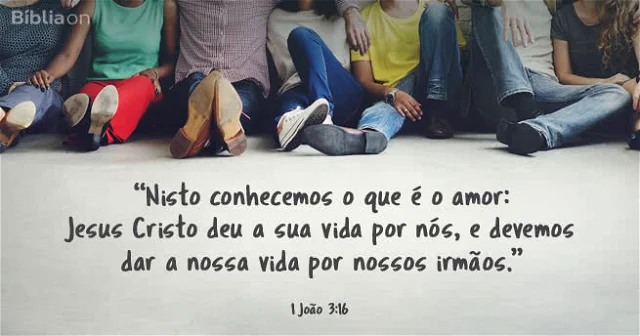 Bíbliaon
“Nisto conhecemos o que é o amor:
Jesus Cristo deu a sua vida por nós, e devemos
dar a nossa vida por nossos irmãos.”
1 João 3:16